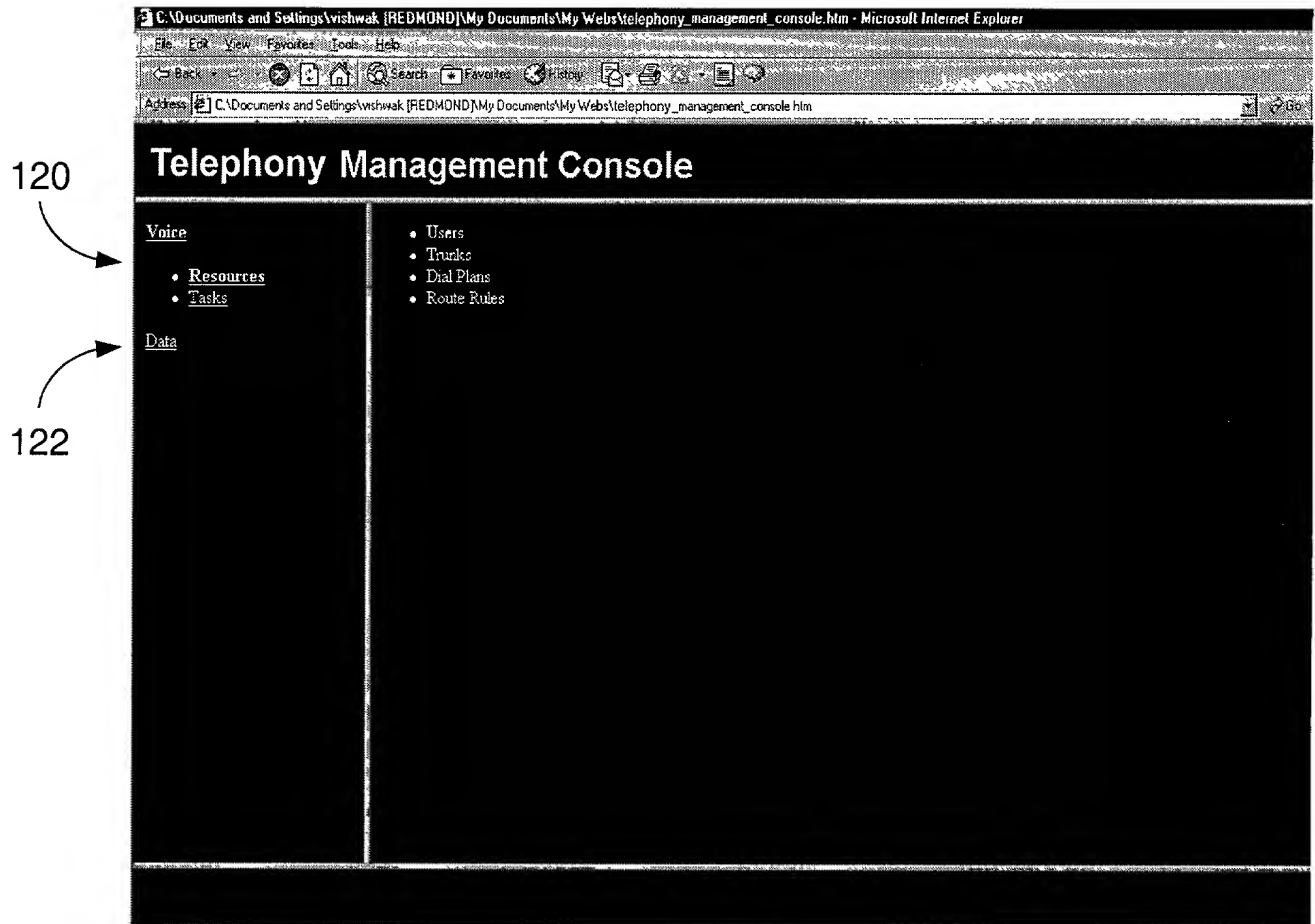 C:\Documents and Settings\vishwak [REDMOND]\My Documents\My Webs\telephony_management_console.htm - Microsoft Internet Explorer
File Edit View Favorites Tools Help
Back Search Favorites History
Address C:\Documents and Settings\vishwak [REDMOND]\My Documents\My Webs\telephony_management_console.htm Go
Telephony Management Console
120
Voice
• Resources
• Tasks
Data
122
• Users
• Trunks
• Dial Plans
• Route Rules